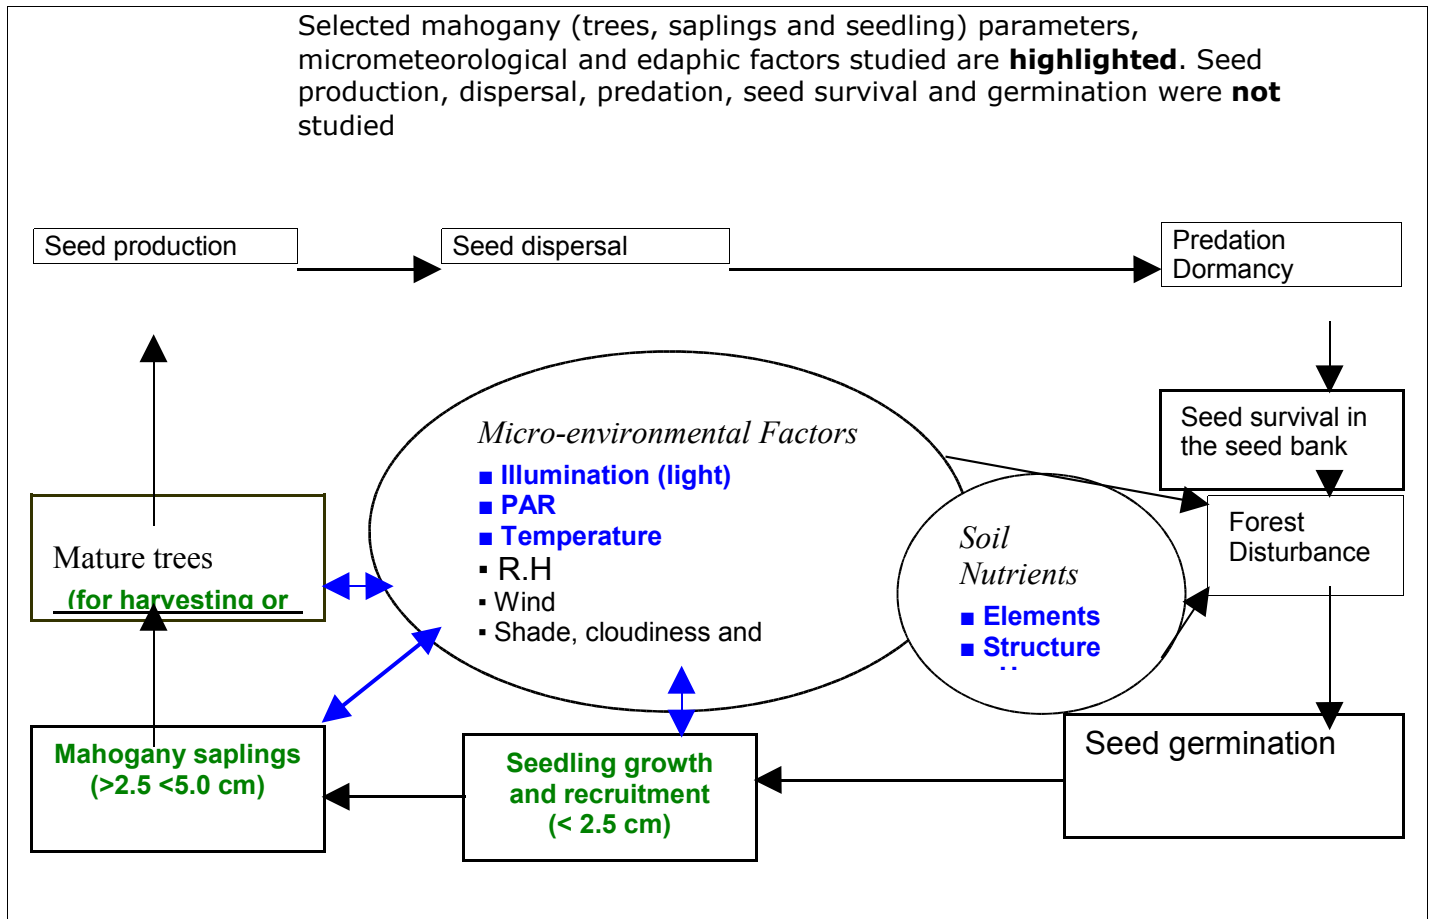 Selected mahogany (trees, saplings and seedling) parameters,
micrometeorological and edaphic factors studied are highlighted. Seed
production, dispersal, predation, seed survival and germination were not
studied
Seed production
Seed dispersal
Predation
Dormancy
Micro-environmental Factors
■ Illumination (light)
■ PAR
■ Temperature
▪ R.H
▪ Wind
▪ Shade, cloudiness and
Seed survival in
the seed bank
Soil
Nutrients
■ Elements
■ Structure
Forest
Disturbance
Mature trees
(for harvesting or
Mahogany saplings
(>2.5 <5.0 cm)
Seedling growth
and recruitment
(< 2.5 cm)
Seed germination